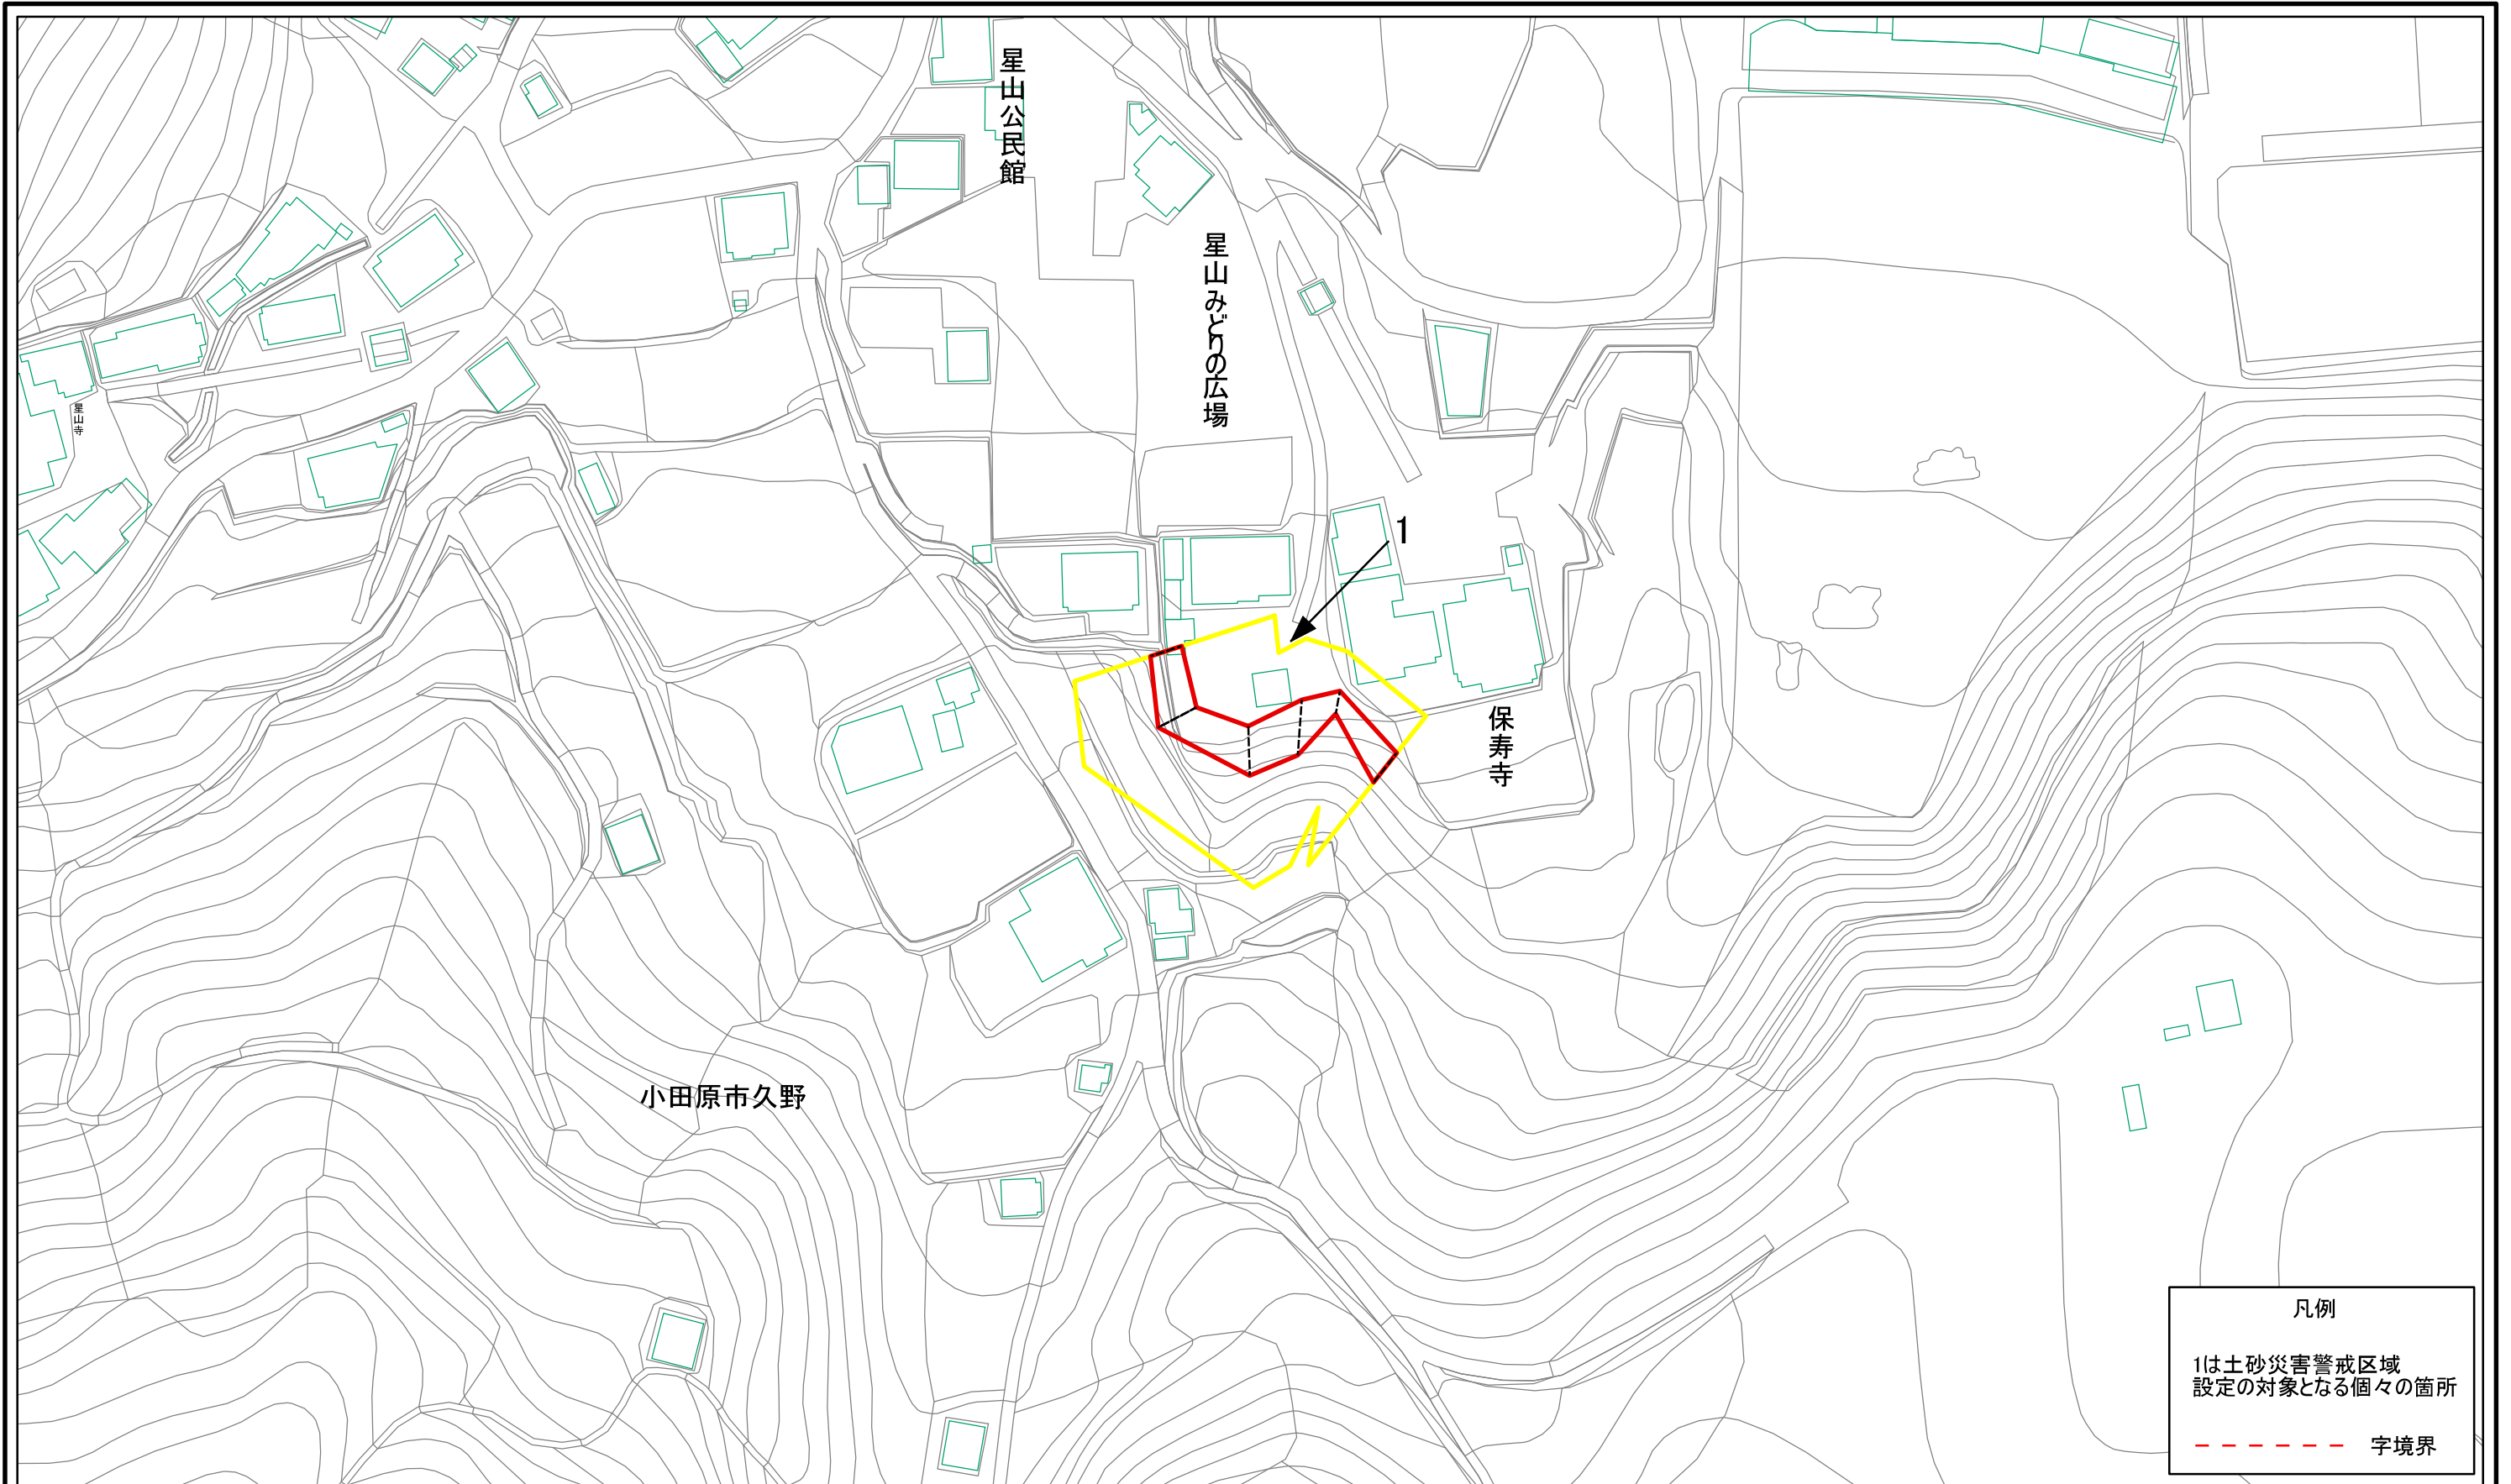 星山公民館
星山みどりの広場
星山寺
1
保寿寺
小田原市久野
凡例
1は土砂災害警戒区域
設定の対象となる個々の箇所
字境界